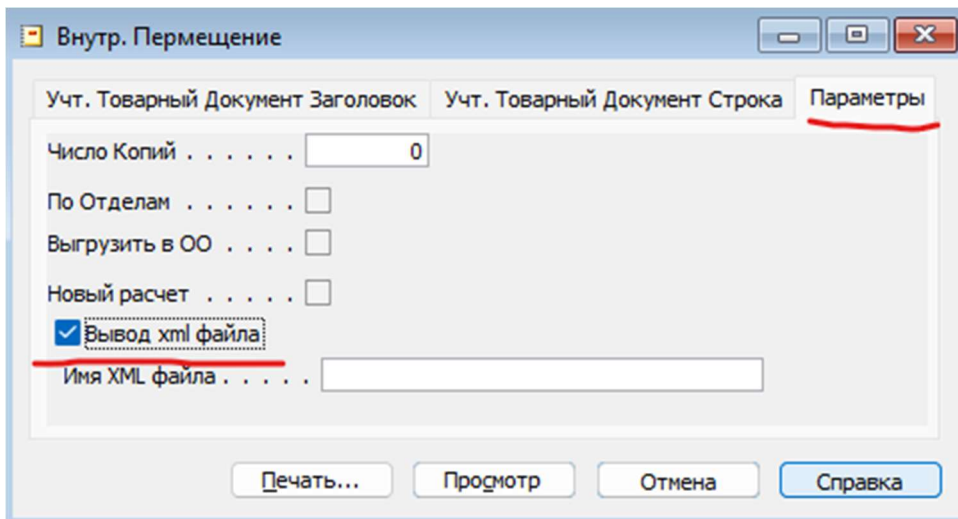 Внутр. Пермещение
Учт. Товарный Документ Заголовок Учт. Товарный Документ Строка Параметры
Число Копий . . . . . . 0
По Отделам . . . . . .
Выгрузить в ОО . . . .
Новый расчет . . . . .
Вывод xml файла
Имя XML файла . . . . .
Печать... Просмотр Отмена Справка